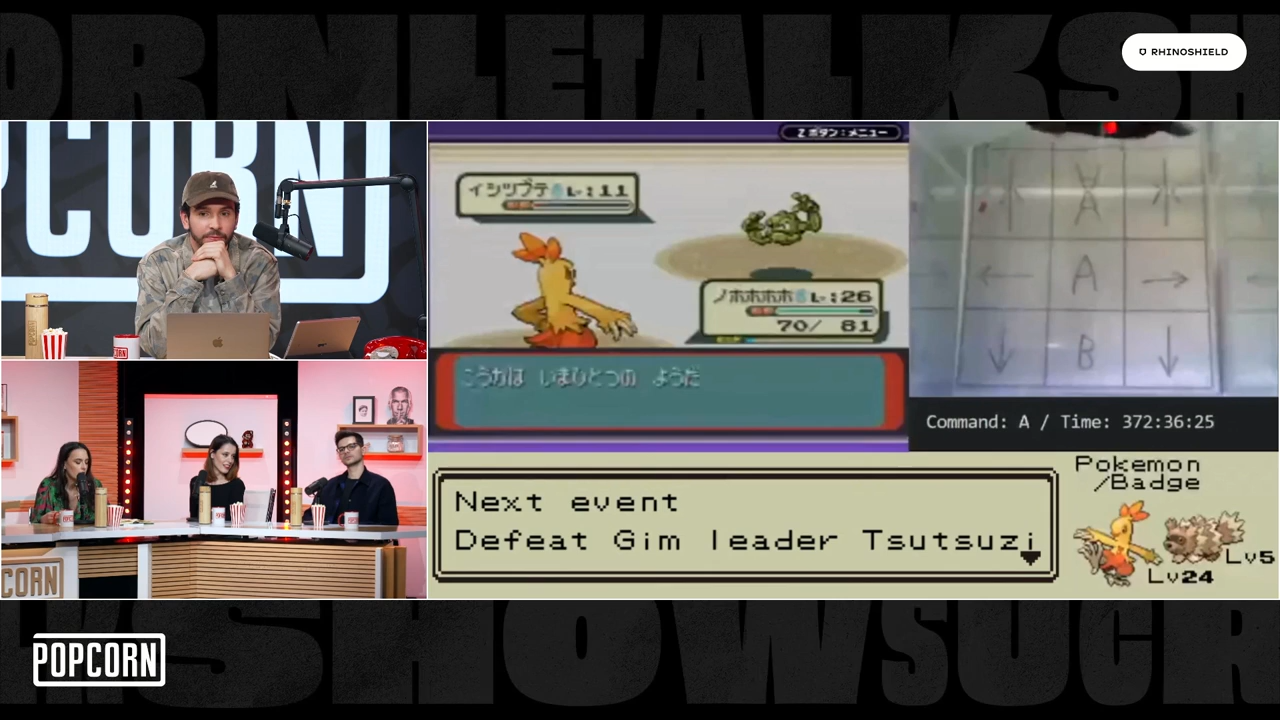 RHINOSHIELD
POPCORN
Zボタン:メニュー
イシツブテ Lv:11
ノホホホホ Lv:26
70/ 81
こうかは いまひとつの ようだ
A
B
Command: A / Time: 372:36:25
Next event
Defeat Gim leader Tsutsuzi
Pokemon
/Badge
Lv5
Lv24
CORN
POPCORN